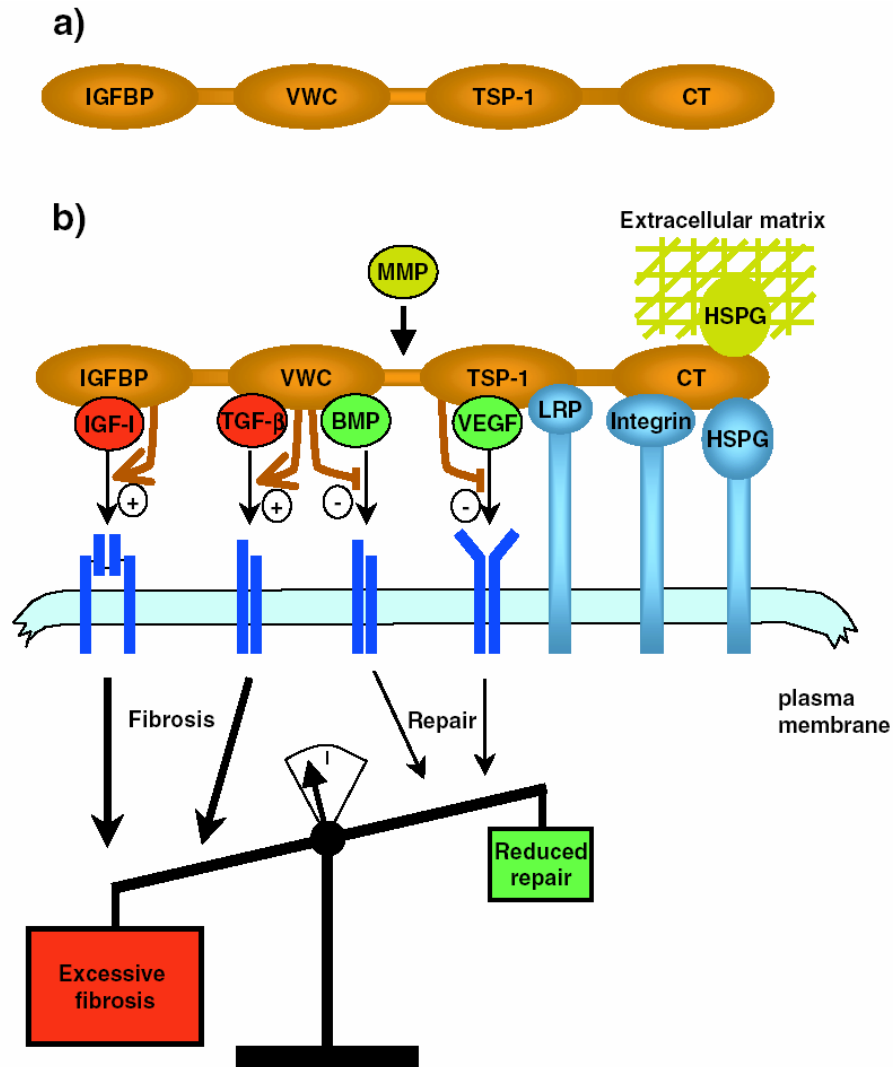 a)
IGFBP VWC TSP-1 CT
b)
Extracellular matrix
MMP
HSPG
IGFBP VWC TSP-1 CT
IGF-I TGF-β BMP VEGF LRP Integrin HSPG
+ + - -
Fibrosis Repair
plasma
membrane
I
Reduced
repair
Excessive
fibrosis